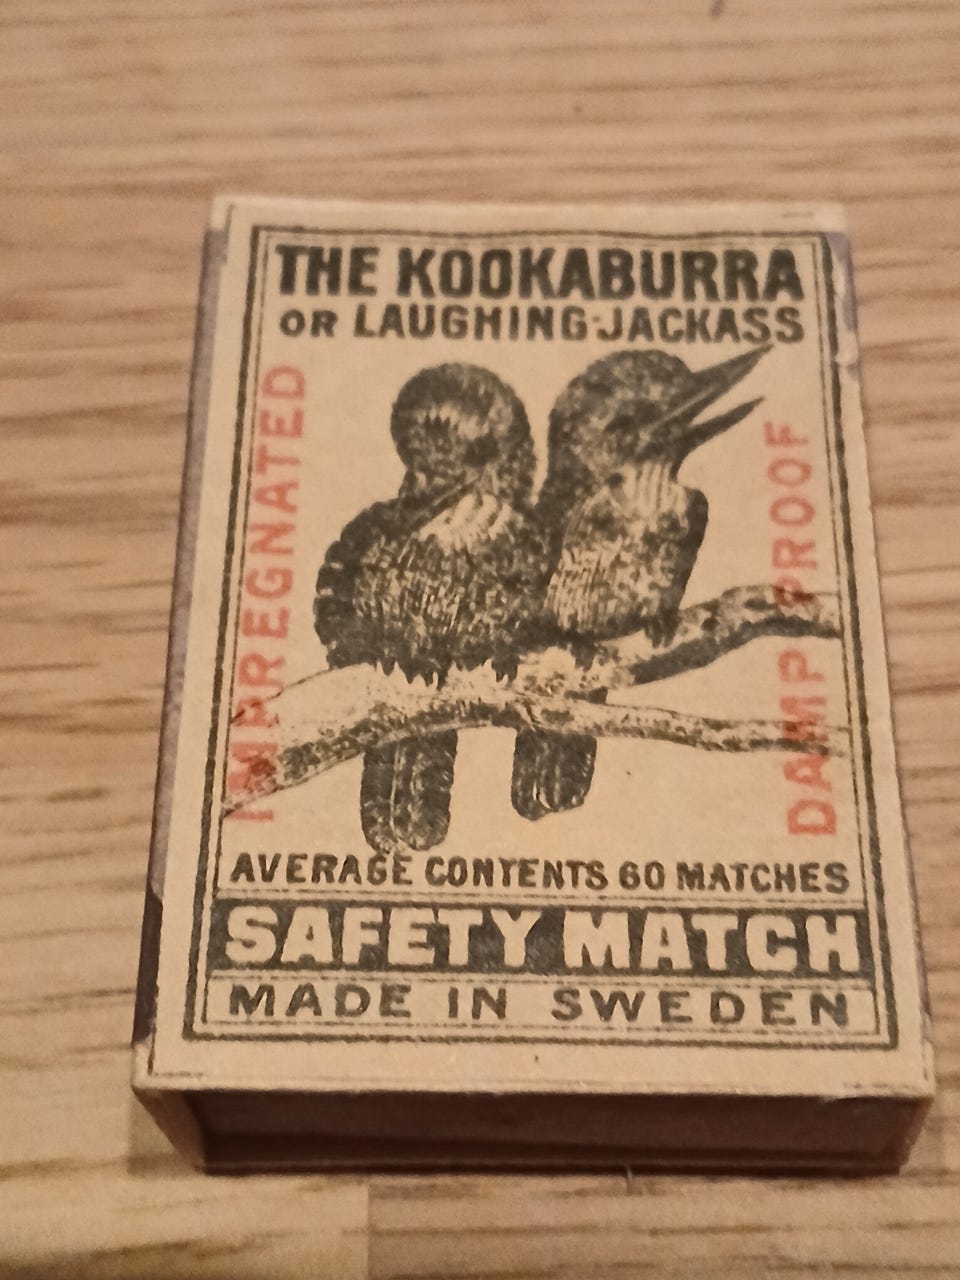 THE KOOKABURRA
OR LAUGHING-JACKASS
IMPREGNATED
DAMP PROOF
AVERAGE CONTENTS 60 MATCHES
SAFETY MATCH
MADE IN SWEDEN